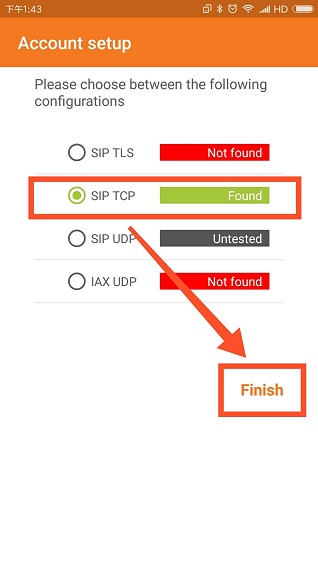 下午1:43 HD
Account setup
Please choose between the following
configurations
SIP TLS Not found
SIP TCP Found
SIP UDP Untested
IAX UDP Not found
Finish